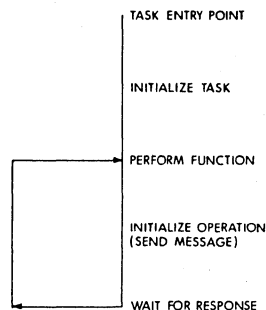 TASK ENTRY POINT
INITIALIZE TASK
PERFORM FUNCTION
INITIALIZE OPERATION
(SEND MESSAGE)
WAIT FOR RESPONSE